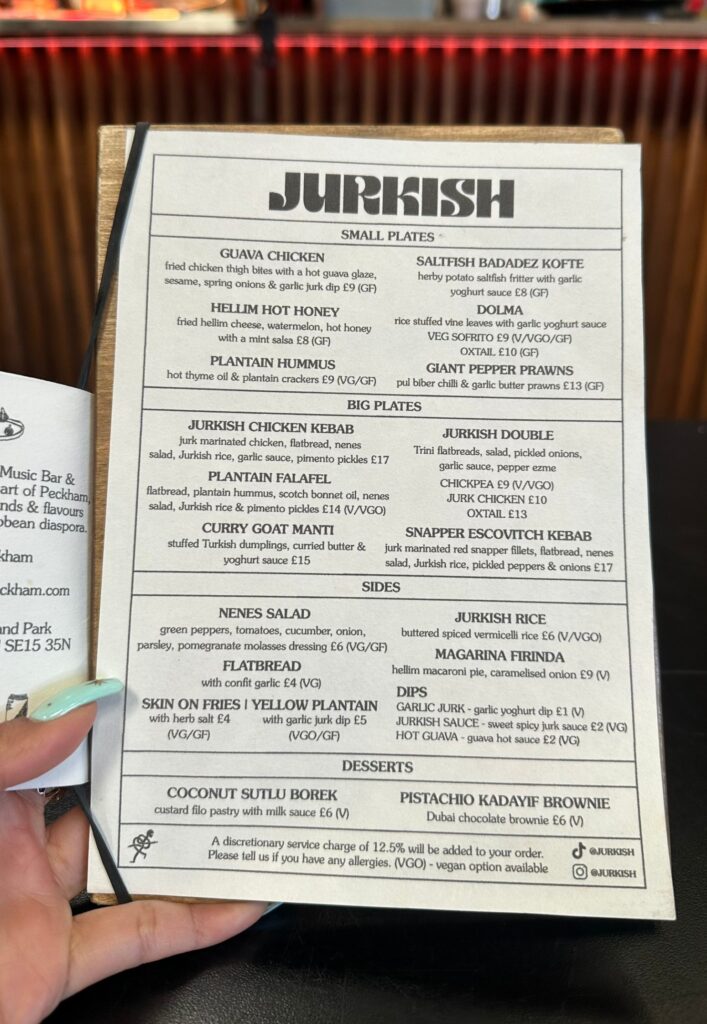 JURKISH
SMALL PLATES
GUAVA CHICKEN
fried chicken thigh bites with a hot guava glaze,
sesame, spring onions & garlic jurk dip £9 (GF)
HELLIM HOT HONEY
fried hellim cheese, watermelon, hot honey
with a mint salsa £8 (GF)
PLANTAIN HUMMUS
hot thyme oil & plantain crackers £9 (VG/GF)
SALTFISH BADADEZ KOFTE
herby potato saltfish fritter with garlic
yoghurt sauce £8 (GF)
DOLMA
rice stuffed vine leaves with garlic yoghurt sauce
VEG SOFRITO £9 (V/VGO/GF)
OXTAIL £10 (GF)
GIANT PEPPER PRAWNS
pul biber chilli & garlic butter prawns £13 (GF)
BIG PLATES
JURKISH CHICKEN KEBAB
jurk marinated chicken, flatbread, nenes
salad, Jurkish rice, garlic sauce, pimento pickles £17
PLANTAIN FALAFEL
flatbread, plantain hummus, scotch bonnet oil, nenes
salad, Jurkish rice & pimento pickles £14 (V/VGO)
CURRY GOAT MANTI
stuffed Turkish dumplings, curried butter &
yoghurt sauce £15
JURKISH DOUBLE
Trini flatbreads, salad, pickled onions,
garlic sauce, pepper ezme
CHICKPEA £9 (V/VGO)
JURK CHICKEN £10
OXTAIL £13
SNAPPER ESCOVITCH KEBAB
jurk marinated red snapper fillets, flatbread, nenes
salad, Jurkish rice, pickled peppers & onions £17
SIDES
NENES SALAD
green peppers, tomatoes, cucumber, onion,
parsley, pomegranate molasses dressing £6 (VG/GF)
FLATBREAD
with confit garlic £4 (VG)
SKIN ON FRIES | YELLOW PLANTAIN
with herb salt £4 with garlic jurk dip £5
(VG/GF) (VGO/GF)
JURKISH RICE
buttered spiced vermicelli rice £6 (V/VGO)
MAGARINA FIRINDA
hellim macaroni pie, caramelised onion £9 (V)
DIPS
GARLIC JURK - garlic yoghurt dip £1 (V)
JURKISH SAUCE - sweet spicy jurk sauce £2 (VG)
HOT GUAVA - guava hot sauce £2 (VG)
DESSERTS
COCONUT SUTLU BOREK
custard filo pastry with milk sauce £6 (V)
PISTACHIO KADAYIF BROWNIE
Dubai chocolate brownie £6 (V)
A discretionary service charge of 12.5% will be added to your order.
Please tell us if you have any allergies. (VGO) - vegan option available
@JURKISH
@JURKISH
Music Bar &
art of Peckham,
nds & flavours
bbean diaspora.
kham
ckham.com
and Park
SE15 35N